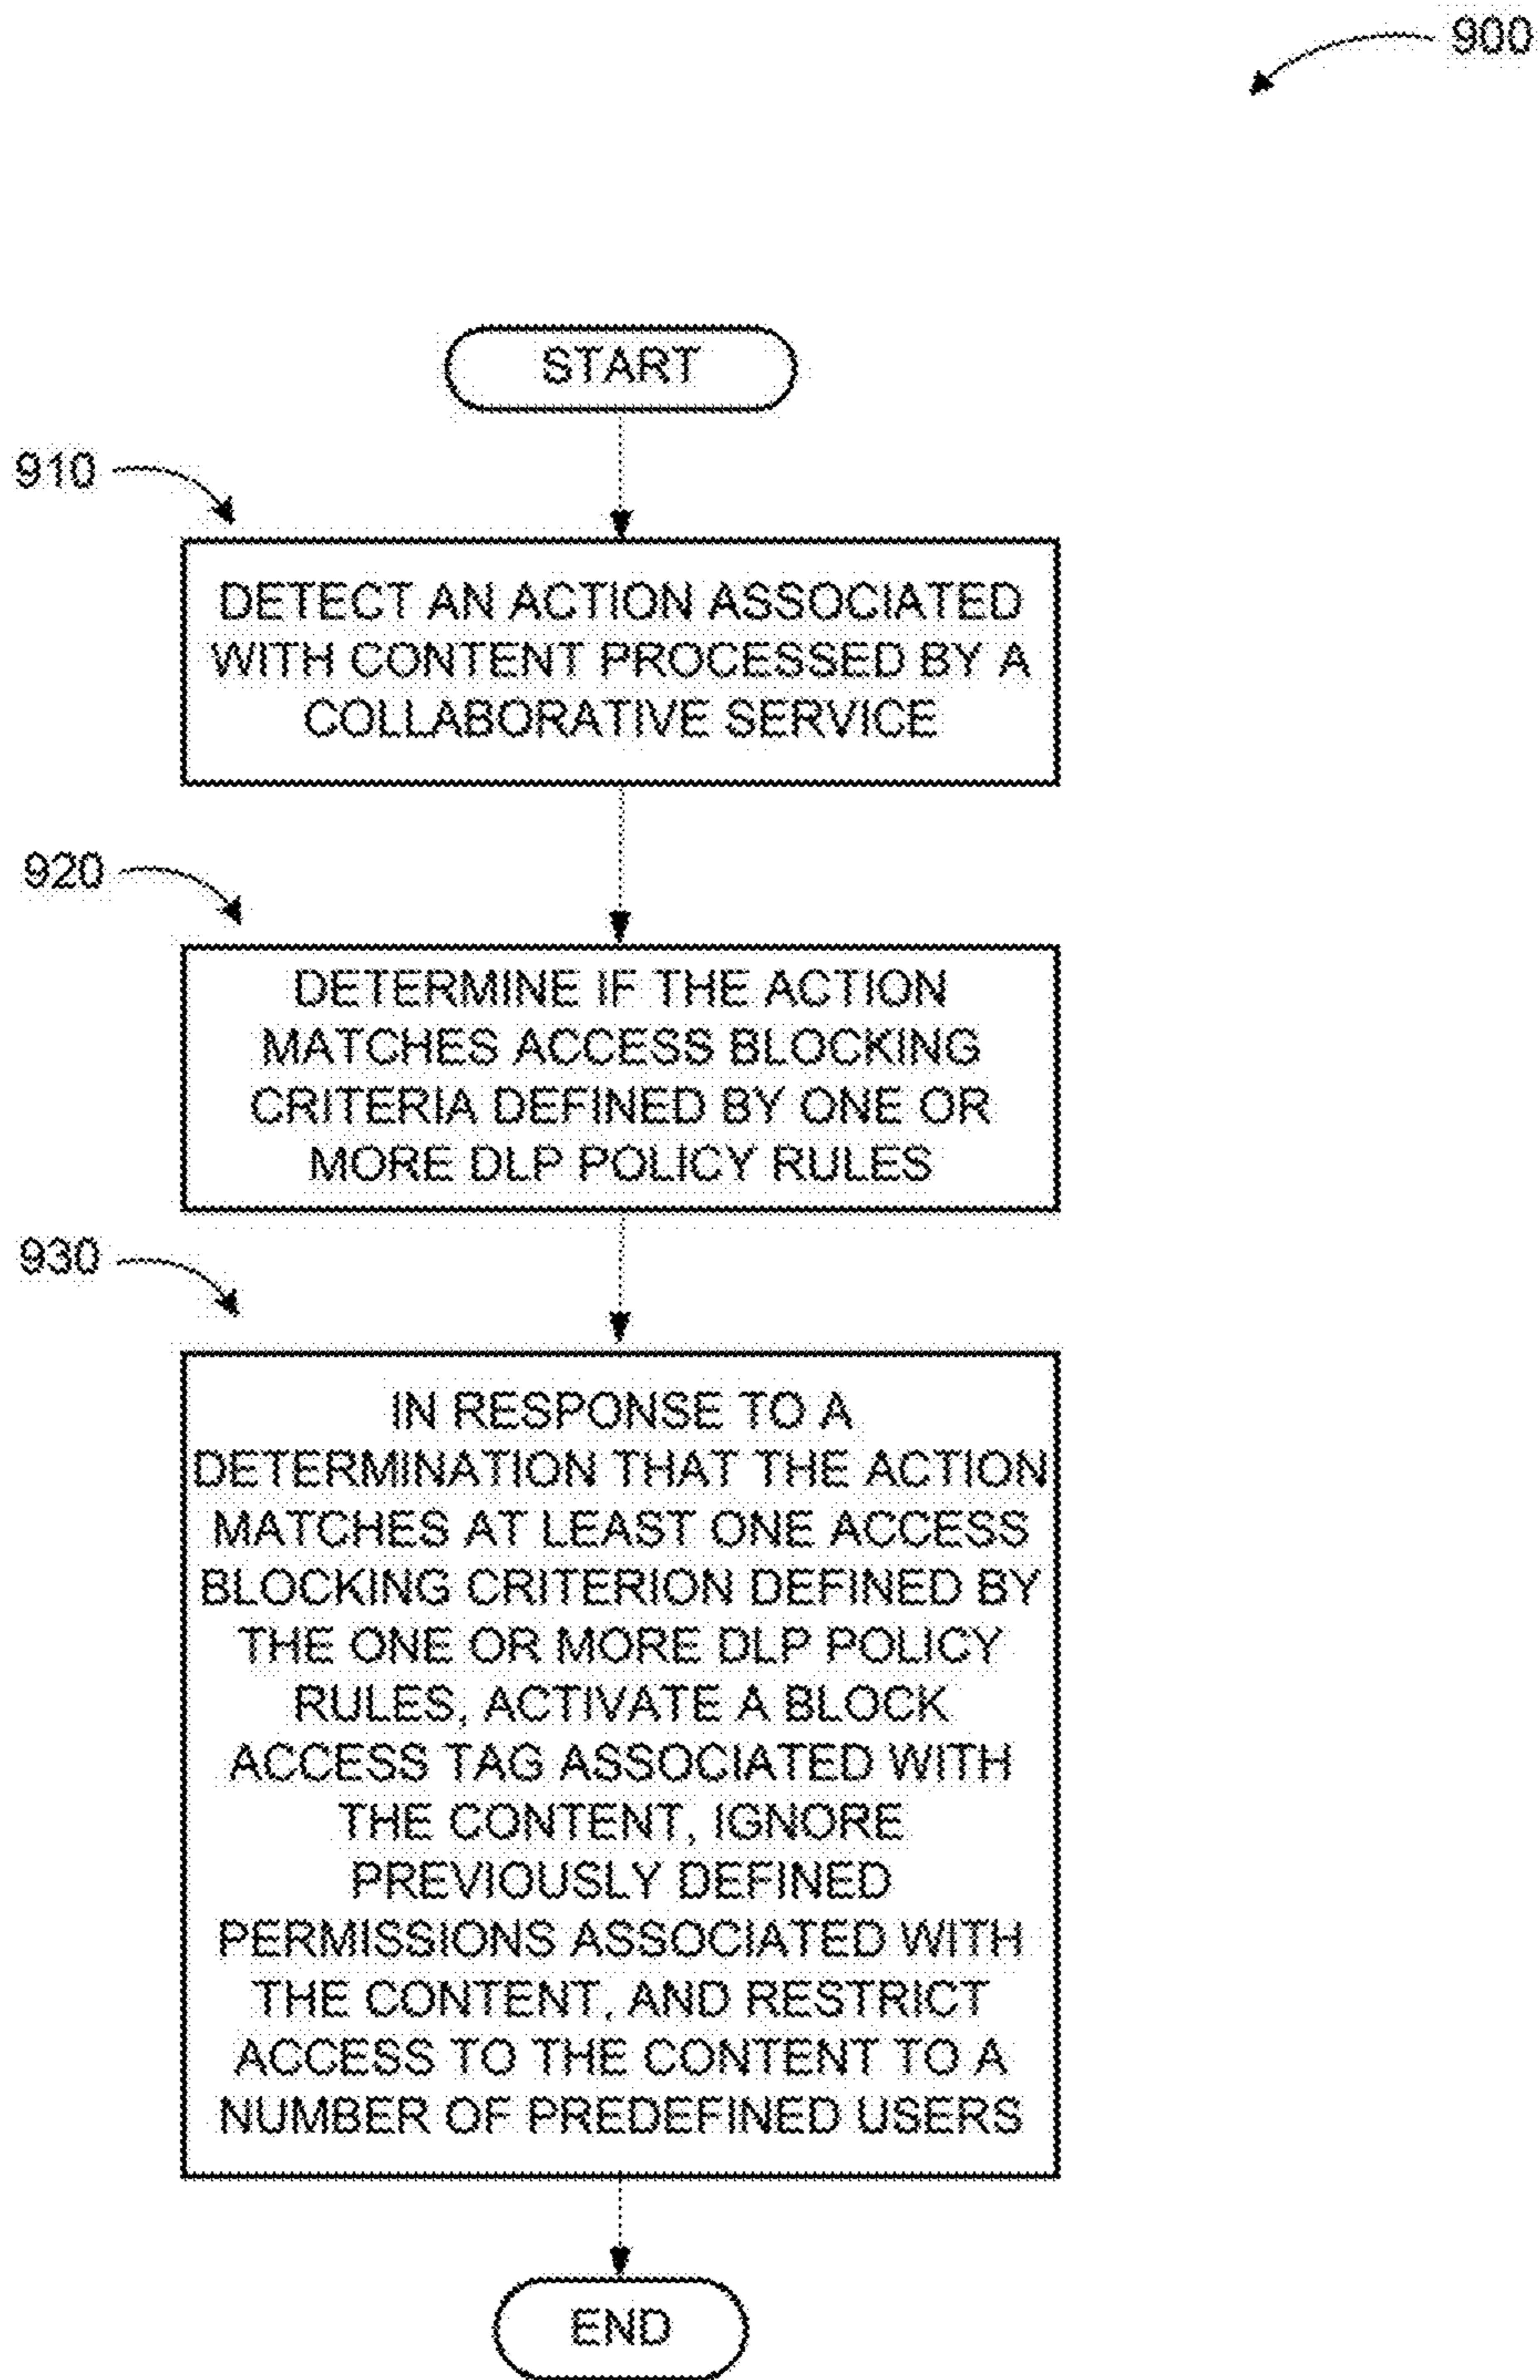 900
START
910
DETECT AN ACTION ASSOCIATED
WITH CONTENT PROCESSED BY A
COLLABORATIVE SERVICE
920
DETERMINE IF THE ACTION
MATCHES ACCESS BLOCKING
CRITERIA DEFINED BY ONE OR
MORE DLP POLICY RULES
930
IN RESPONSE TO A
DETERMINATION THAT THE ACTION
MATCHES AT LEAST ONE ACCESS
BLOCKING CRITERION DEFINED BY
THE ONE OR MORE DLP POLICY
RULES, ACTIVATE A BLOCK
ACCESS TAG ASSOCIATED WITH
THE CONTENT, IGNORE
PREVIOUSLY DEFINED
PERMISSIONS ASSOCIATED WITH
THE CONTENT, AND RESTRICT
ACCESS TO THE CONTENT TO A
NUMBER OF PREDEFINED USERS
END